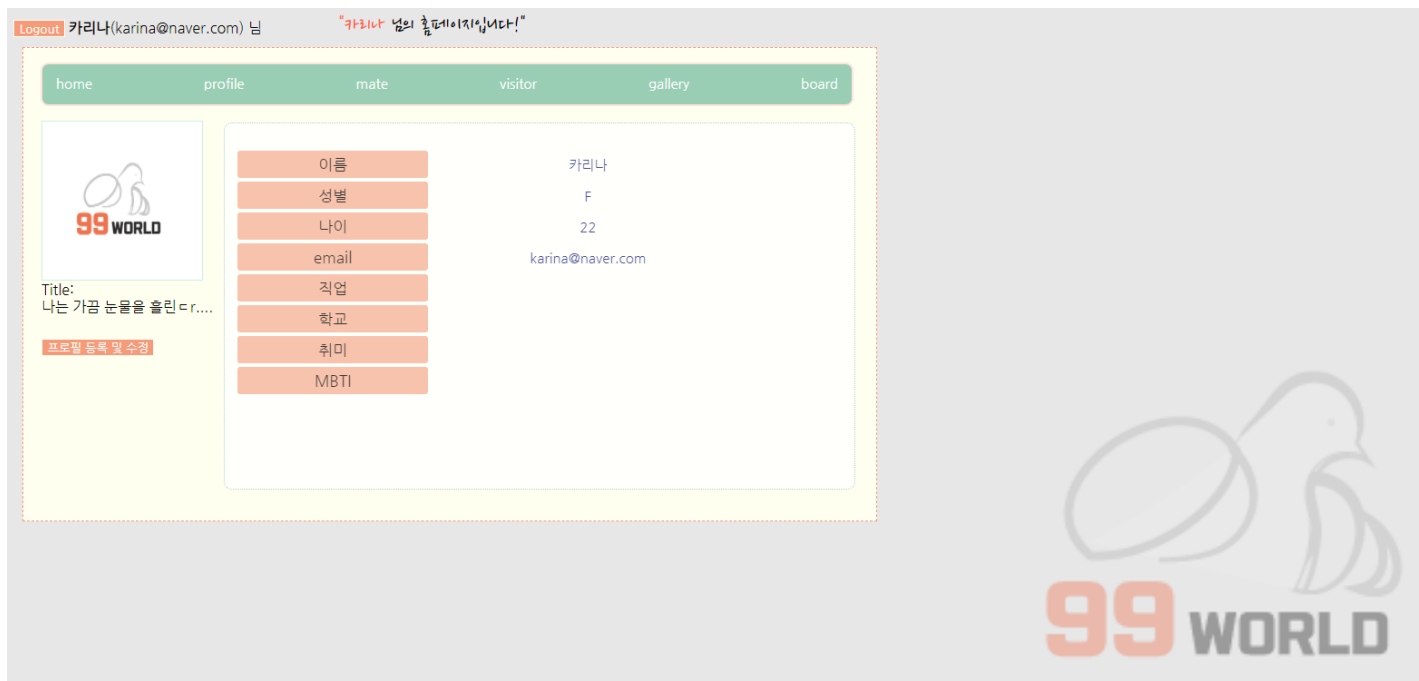 Logout 카리나(karina@naver.com) 님
"카리나 님의 홈페이지입니다!"
home profile mate visitor gallery board
99 WORLD
Title:
나는 가끔 눈물을 흘린ㄷr....
프로필 등록 및 수정
이름 카리나
성별 F
나이 22
email karina@naver.com
직업
학교
취미
MBTI
99 WORLD